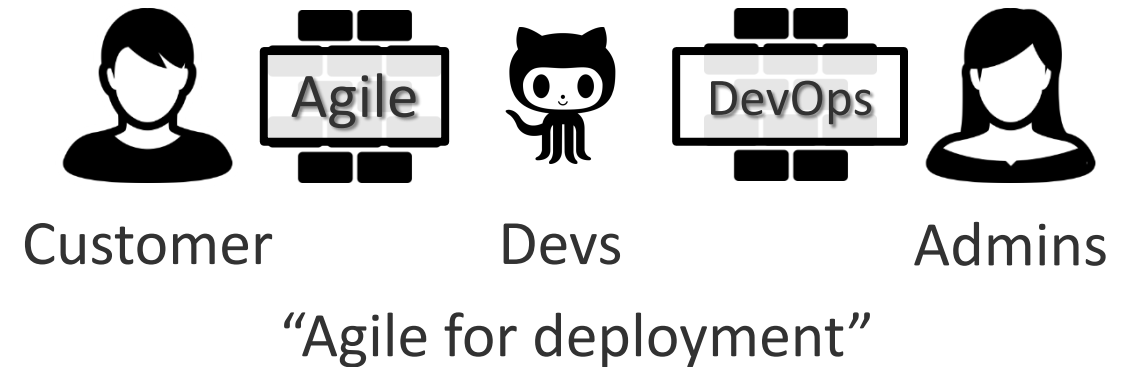 Agile
DevOps
Customer
Devs
Admins
“Agile for deployment”